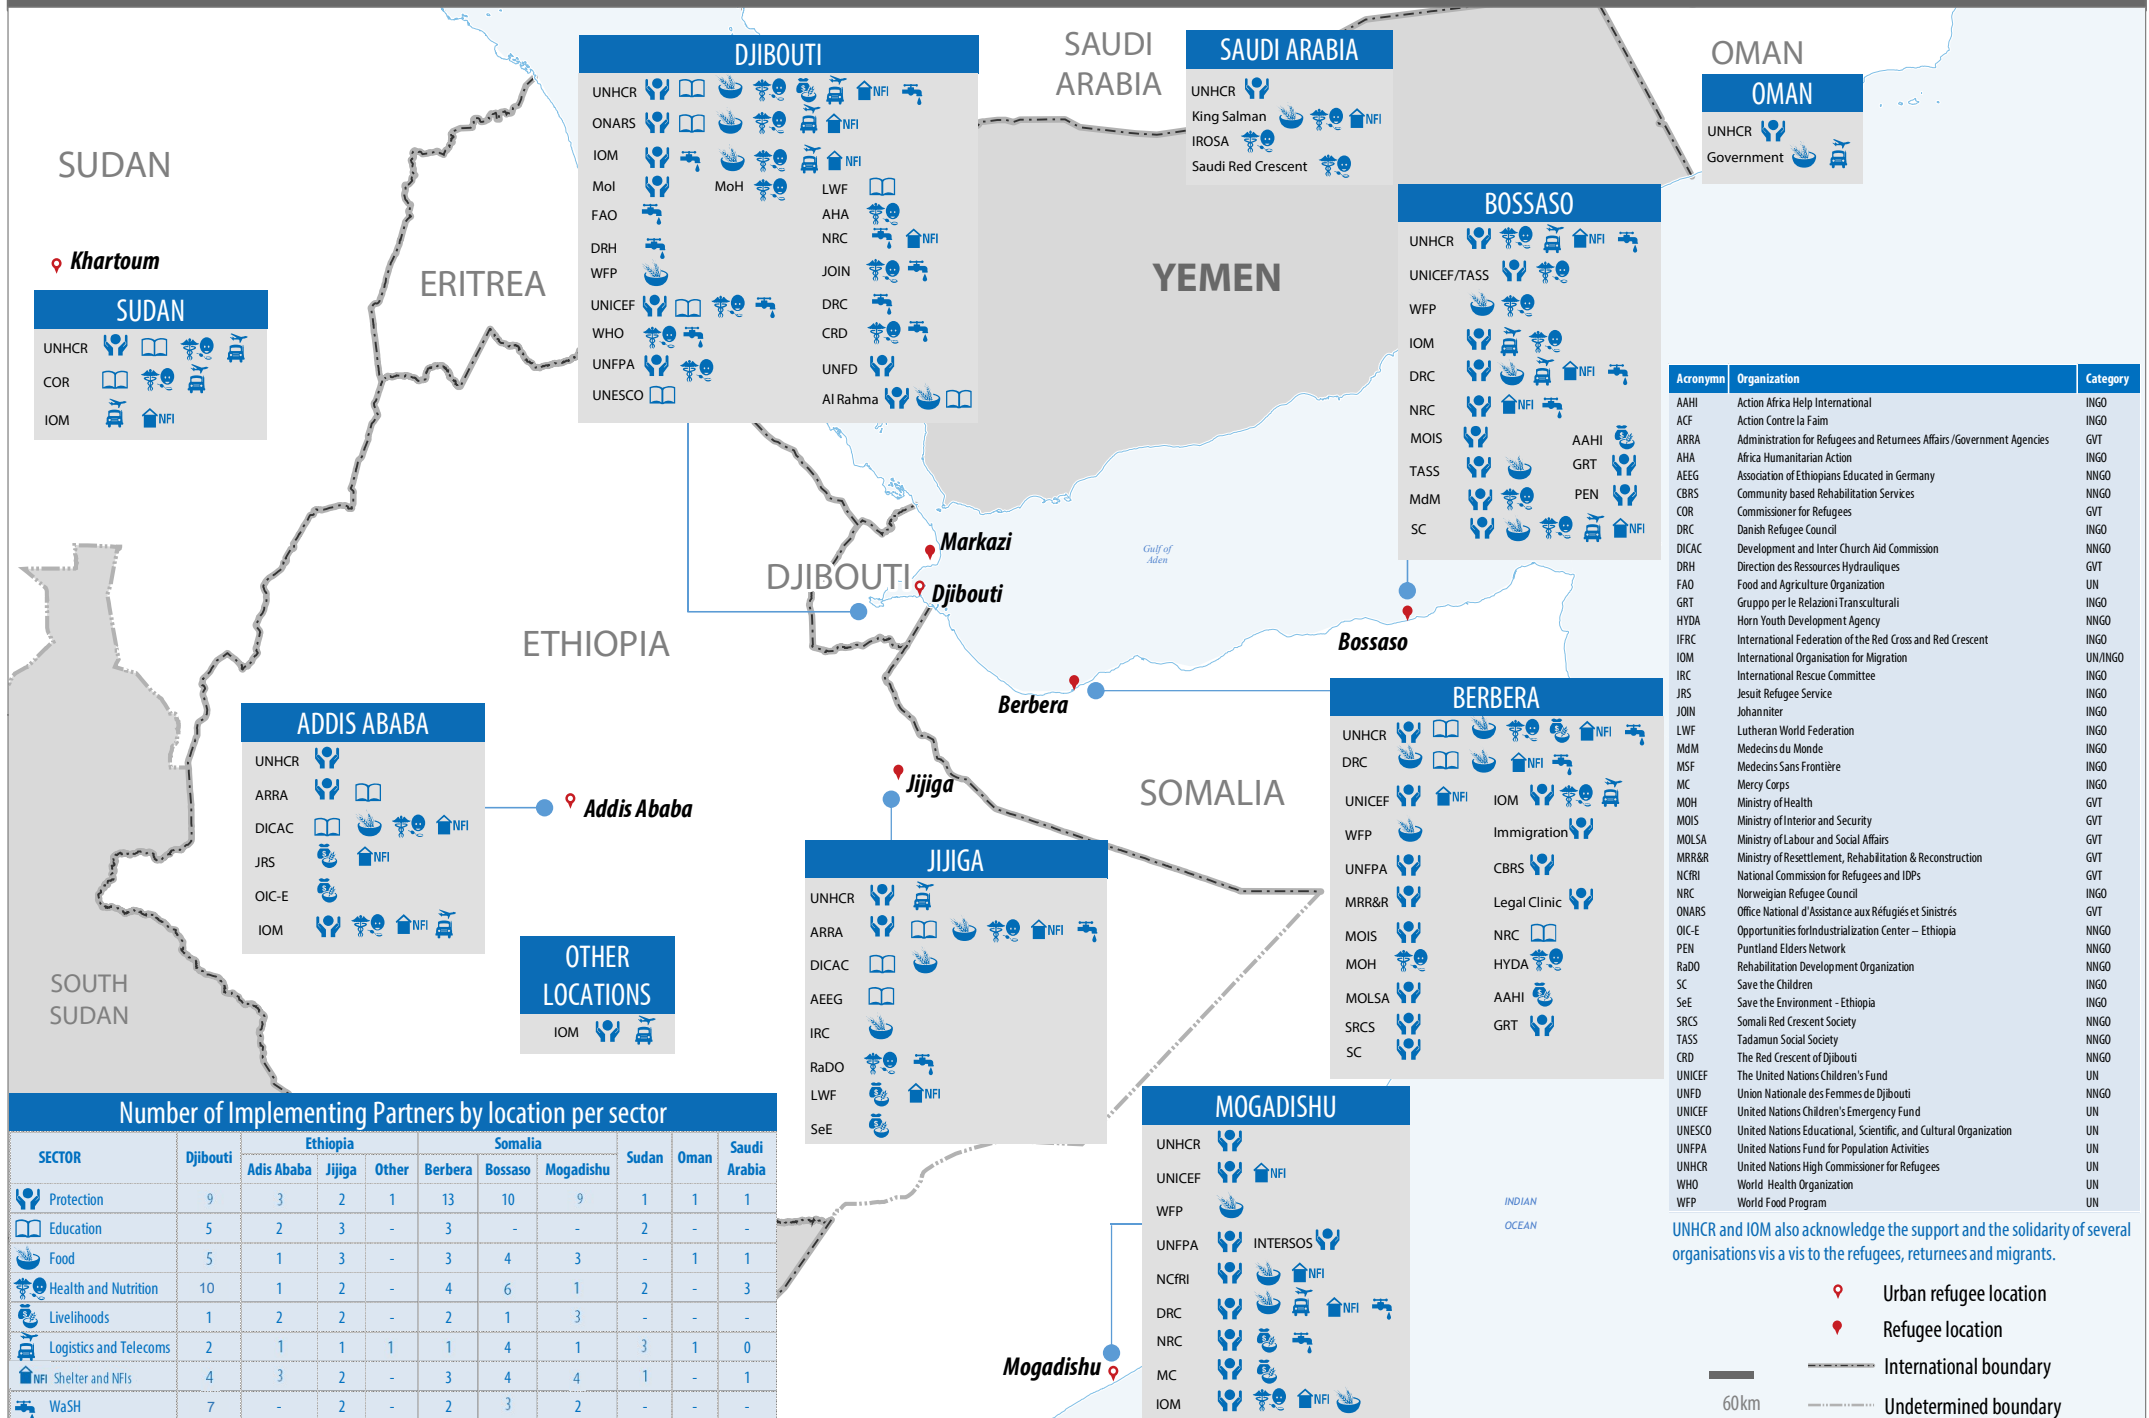 SAUDI
ARABIA
OMAN
SUDAN
ERITREA
YEMEN
ETHIOPIA
DJIBOUTI
SOMALIA
SOUTH
SUDAN
Khartoum
Markazi
Djibouti
Bossaso
Berbera
Jijiga
Addis Ababa
Mogadishu
Gulf of
Aden
INDIAN
OCEAN
DJIBOUTI
UNHCR NFI
ONARS NFI
IOM NFI
MoI MoH LWF
FAO AHA
DRH NRC NFI
WFP JOIN
UNICEF DRC
WHO CRD
UNFPA UNFD
UNESCO Al Rahma
SAUDI ARABIA
UNHCR
King Salman NFI
IROSA
Saudi Red Crescent
OMAN
UNHCR
Government
BOSSASO
UNHCR NFI
UNICEF/TASS
WFP
IOM
DRC NFI
NRC NFI
MOIS AAHI
TASS GRT
MdM PEN
SC NFI
SUDAN
UNHCR
COR
IOM NFI
ADDIS ABABA
UNHCR
ARRA
DICAC NFI
JRS NFI
OIC-E
IOM NFI
OTHER
LOCATIONS
IOM
JIJIGA
UNHCR
ARRA NFI
DICAC
AEEG
IRC
RaDO
LWF NFI
SeE
BERBERA
UNHCR NFI
DRC NFI
UNICEF NFI IOM
WFP Immigration
UNFPA CBRS
MRR&R Legal Clinic
MOIS NRC
MOH HYDA
MOLSA AAHI
SRCS GRT
SC
MOGADISHU
UNHCR
UNICEF NFI
WFP
UNFPA INTERSOS
NCfRI NFI
DRC NFI
NRC
MC
IOM NFI
Acronymn Organization Category
AAHI Action Africa Help International INGO
ACF Action Contre la Faim INGO
ARRA Administration for Refugees and Returnees Affairs /Government Agencies GVT
AHA Africa Humanitarian Action INGO
AEEG Association of Ethiopians Educated in Germany NNGO
CBRS Community based Rehabilitation Services NNGO
COR Commissioner for Refugees GVT
DRC Danish Refugee Council INGO
DICAC Development and Inter Church Aid Commission NNGO
DRH Direction des Ressources Hydrauliques GVT
FAO Food and Agriculture Organization UN
GRT Gruppo per le Relazioni Transculturali INGO
HYDA Horn Youth Development Agency NNGO
IFRC International Federation of the Red Cross and Red Crescent INGO
IOM International Organisation for Migration UN/INGO
IRC International Rescue Committee INGO
JRS Jesuit Refugee Service INGO
JOIN Johanniter INGO
LWF Lutheran World Federation INGO
MdM Medecins du Monde INGO
MSF Medecins Sans Frontière INGO
MC Mercy Corps INGO
MOH Ministry of Health GVT
MOIS Ministry of Interior and Security GVT
MOLSA Ministry of Labour and Social Affairs GVT
MRR&R Ministry of Resettlement, Rehabilitation & Reconstruction GVT
NCfRI National Commission for Refugees and IDPs GVT
NRC Norwegian Refugee Council INGO
ONARS Office National d'Assistance aux Réfugiés et Sinistrés GVT
OIC-E Opportunities forIndustrialization Center – Ethiopia NNGO
PEN Puntland Elders Network NNGO
RaDO Rehabilitation Development Organization NNGO
SC Save the Children INGO
SeE Save the Environment - Ethiopia INGO
SRCS Somali Red Crescent Society NNGO
TASS Tadamun Social Society NNGO
CRD The Red Crescent of Djibouti NNGO
UNICEF The United Nations Children's Fund UN
UNFD Union Nationale des Femmes de Djibouti NNGO
UNICEF United Nations Children's Emergency Fund UN
UNESCO United Nations Educational, Scientific, and Cultural Organization UN
UNFPA United Nations Fund for Population Activities UN
UNHCR United Nations High Commissioner for Refugees UN
WHO World Health Organization UN
WFP World Food Program UN
UNHCR and IOM also acknowledge the support and the solidarity of several
organisations vis a vis to the refugees, returnees and migrants.
Urban refugee location
Refugee location
International boundary
Undetermined boundary
60km
Number of Implementing Partners by location per sector
SECTOR Djibouti Ethiopia Somalia Sudan Oman Saudi Arabia
Adis Ababa Jijiga Other Berbera Bossaso Mogadishu
Protection 9 3 2 1 13 10 9 1 1 1
Education 5 2 3 - 3 - - 2 - -
Food 5 1 3 - 3 4 3 - 1 1
Health and Nutrition 10 1 2 - 4 6 1 2 - 3
Livelihoods 1 2 2 - 2 1 3 - - -
Logistics and Telecoms 2 1 1 1 1 4 1 3 1 0
NFI Shelter and NFIs 4 3 2 - 3 4 4 1 - 1
WaSH 7 - 2 - 2 3 2 - - -